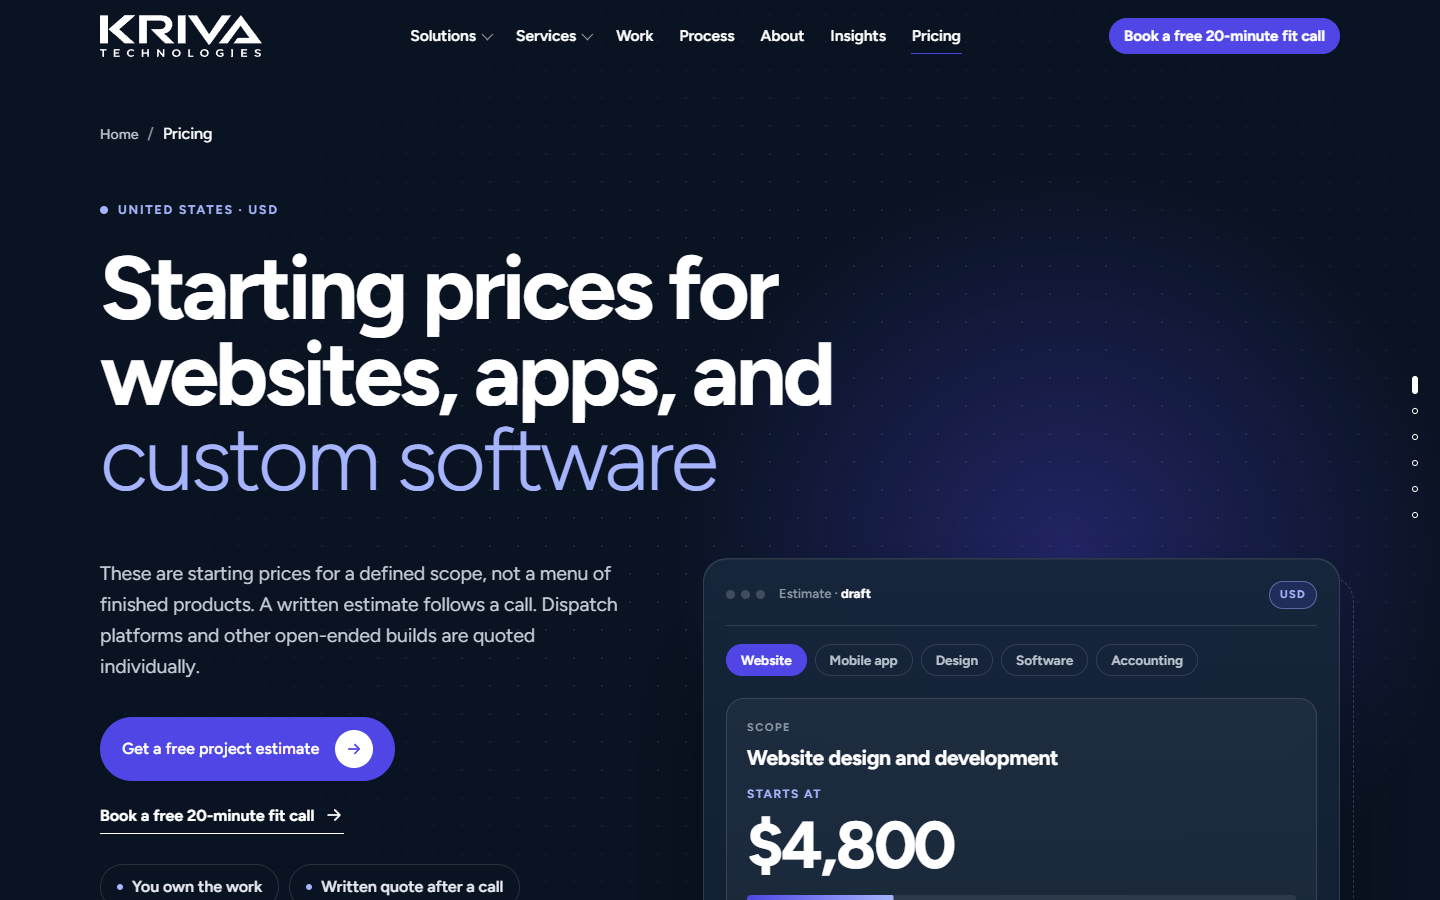 KRIVA
TECHNOLOGIES
Solutions
Services
Work
Process
About
Insights
Pricing
Book a free 20-minute fit call
Home / Pricing
UNITED STATES · USD
Starting prices for
websites, apps, and
custom software
These are starting prices for a defined scope, not a menu of
finished products. A written estimate follows a call. Dispatch
platforms and other open-ended builds are quoted
individually.
Get a free project estimate
Book a free 20-minute fit call
You own the work
Written quote after a call
Estimate · draft
USD
Website
Mobile app
Design
Software
Accounting
SCOPE
Website design and development
STARTS AT
$4,800